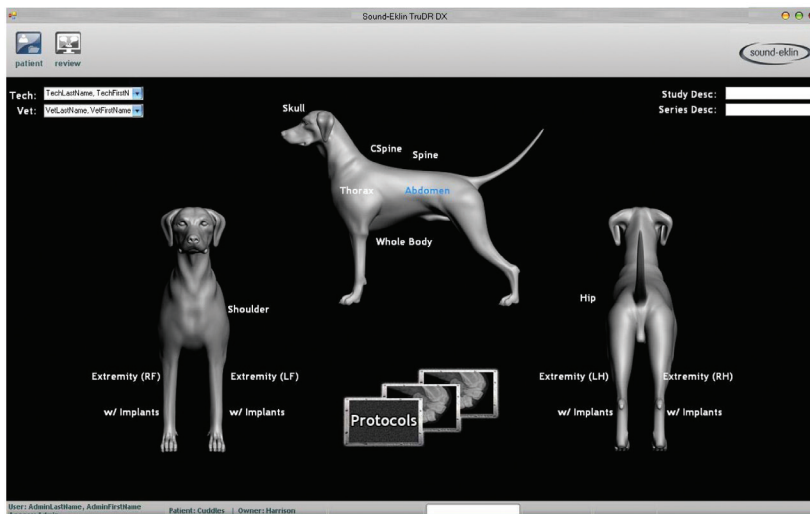 Sound-Eklin TruDR DX
patient review
sound-eklin
Tech: TechLastName, TechFirstN
Vet: VetLastName, VetFirstName
Study Desc:
Series Desc:
Skull
CSpine
Spine
Thorax
Abdomen
Whole Body
Shoulder
Hip
Extremity (RF)
Extremity (LF)
Extremity (LH)
Extremity (RH)
w/ Implants
w/ Implants
w/ Implants
w/ Implants
Protocols
User: AdminLastName, AdminFirstName
Patient: Cuddles | Owner: Harrison